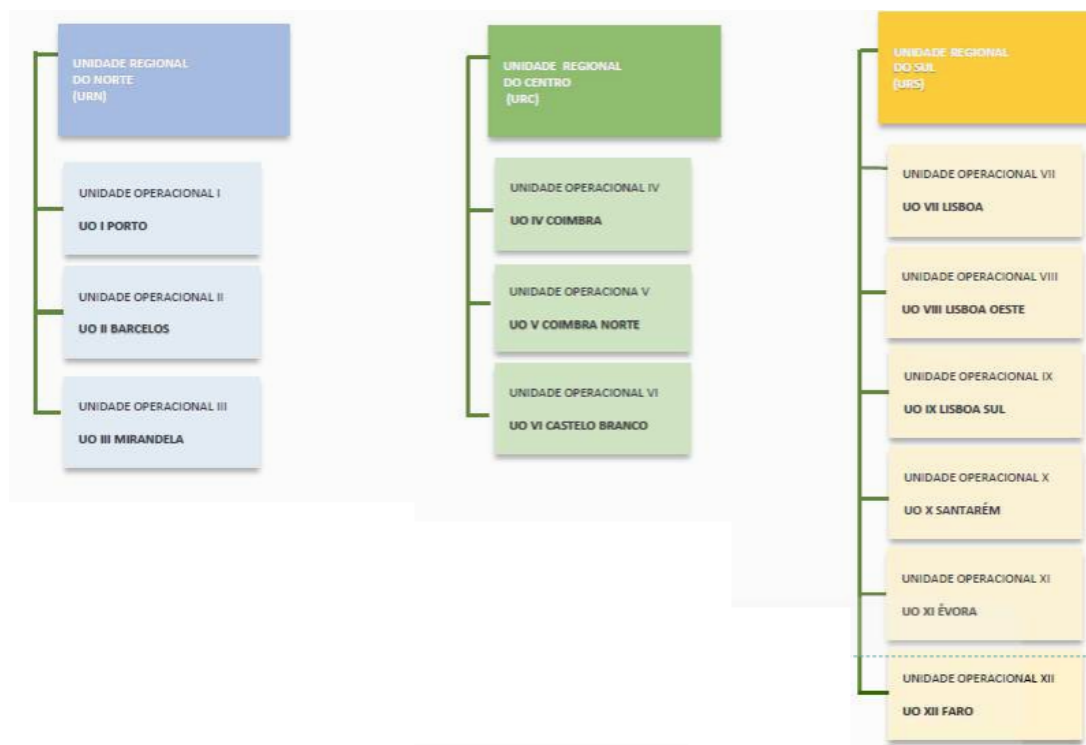 UNIDADE REGIONAL
DO NORTE
(URN)
UNIDADE OPERACIONAL I
UO I PORTO
UNIDADE OPERACIONAL II
UO II BARCELOS
UNIDADE OPERACIONAL III
UO III MIRANDELA
UNIDADE REGIONAL
DO CENTRO
(URC)
UNIDADE OPERACIONAL IV
UO IV COIMBRA
UNIDADE OPERACIONA V
UO V COIMBRA NORTE
UNIDADE OPERACIONAL VI
UO VI CASTELO BRANCO
UNIDADE REGIONAL
DO SUL
(URS)
UNIDADE OPERACIONAL VII
UO VII LISBOA
UNIDADE OPERACIONAL VIII
UO VIII LISBOA OESTE
UNIDADE OPERACIONAL IX
UO IX LISBOA SUL
UNIDADE OPERACIONAL X
UO X SANTARÉM
UNIDADE OPERACIONAL XI
UO XI ÉVORA
UNIDADE OPERACIONAL XII
UO XII FARO